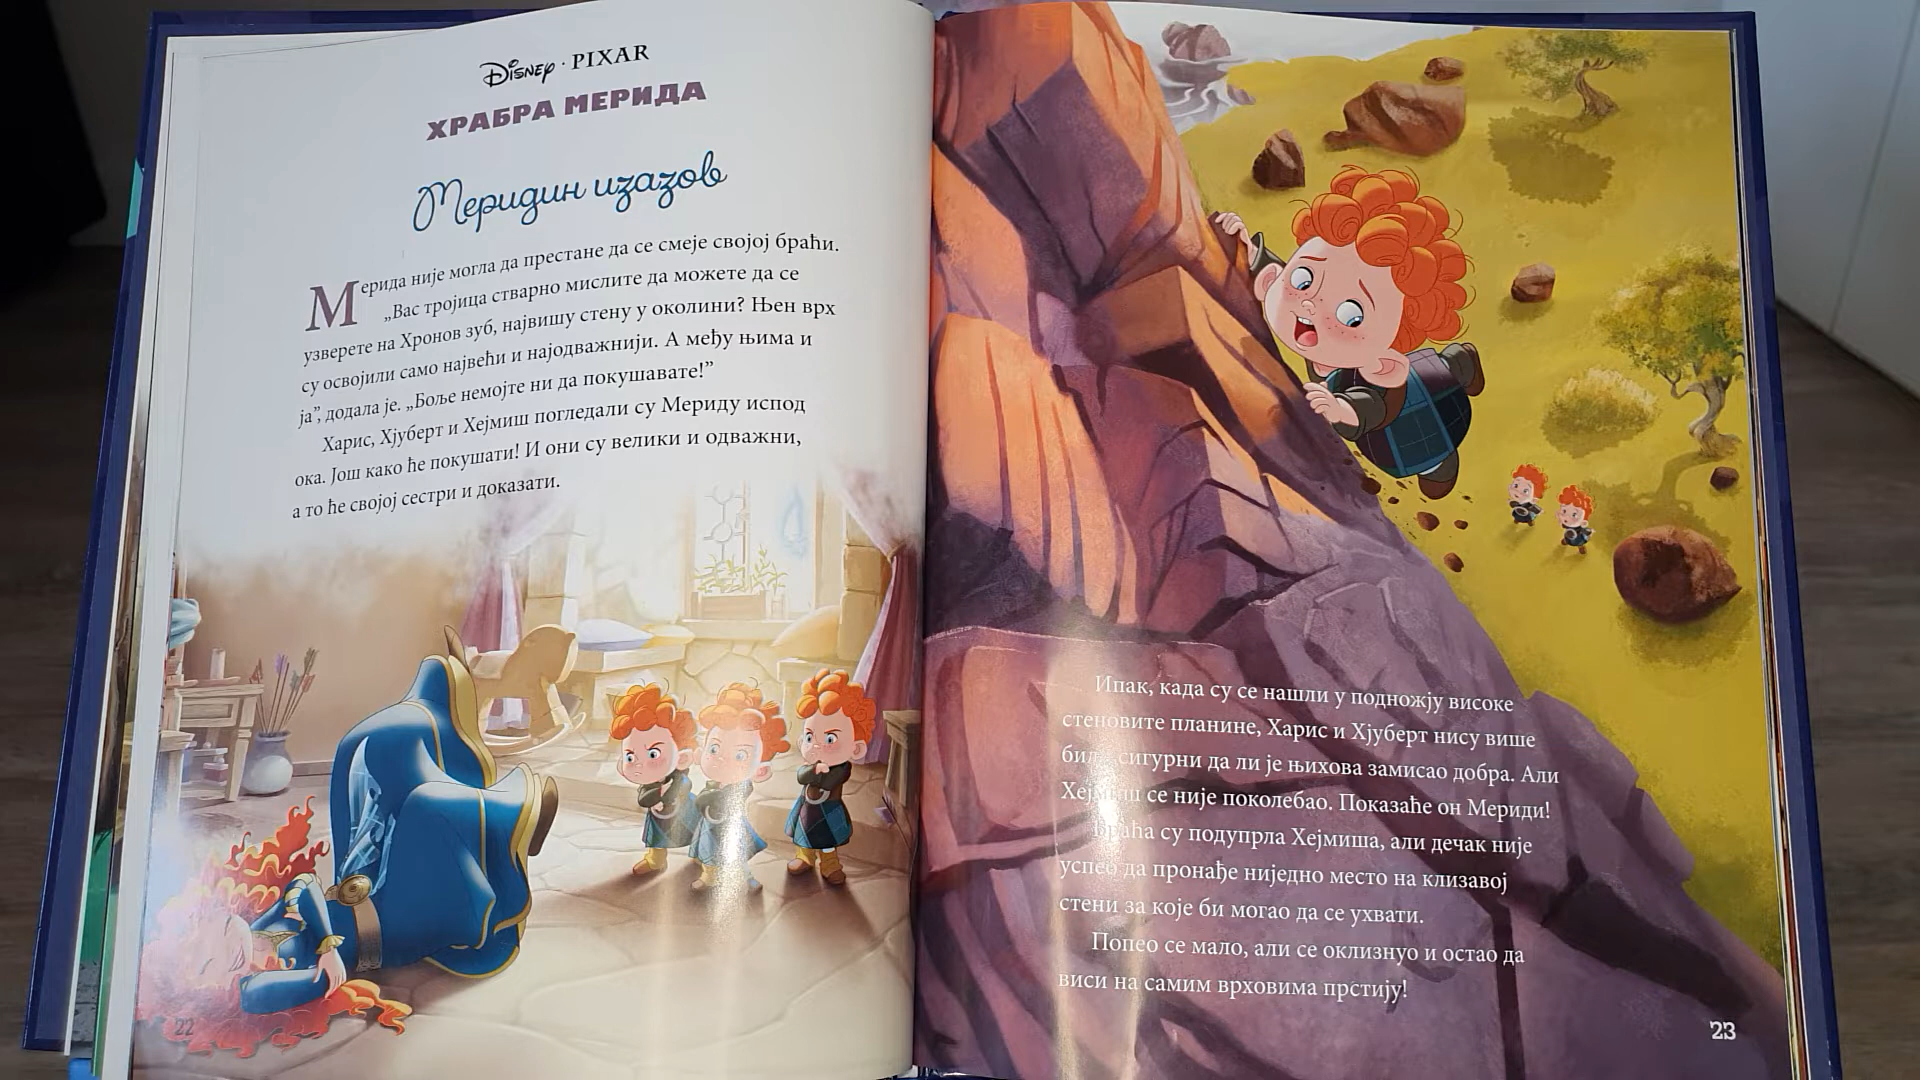 Disney · PIXAR
ХРАБРА МЕРИДА
Меридин изазов
Мерида није могла да престане да се смеје својој браћи.
„Вас тројица стварно мислите да можете да се
узверете на Хронов зуб, највишу стену у околини? Њен врх
су освојили само највећи и најодважнији. А међу њима и
ја”, додала је. „Боље немојте ни да покушавате!”
Харис, Хјуберт и Хејмиш погледали су Мериду испод
ока. Још како ће покушати! И они су велики и одважни,
а то ће својој сестри и доказати.
22
Ипак, када су се нашли у подножју високе
стеновите планине, Харис и Хјуберт нису више
били сигурни да ли је њихова замисао добра. Али
Хејмиш се није поколебао. Показаће он Мериди!
Браћа су подупрла Хејмиша, али дечак није
успео да пронађе ниједно место на клизавој
стени за које би могао да се ухвати.
Попео се мало, али се оклизнуо и остао да
виси на самим врховима прстију!
23